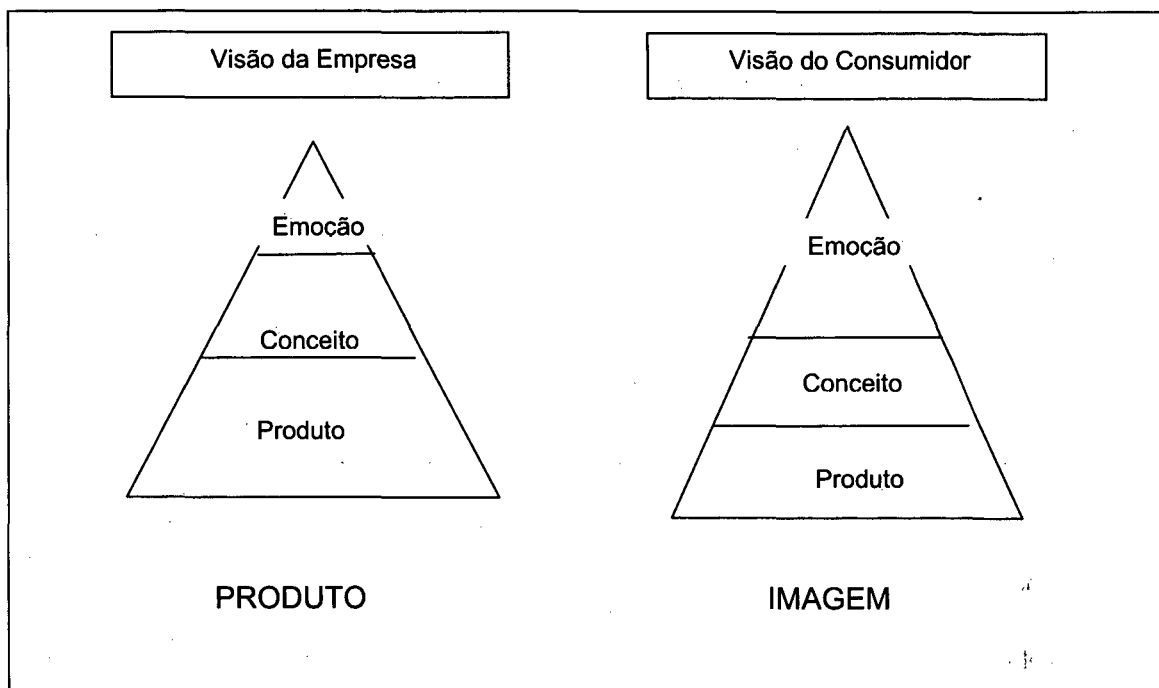 Visão da Empresa
Emoção
Conceito
Produto
PRODUTO
Visão do Consumidor
Emoção
Conceito
Produto
IMAGEM